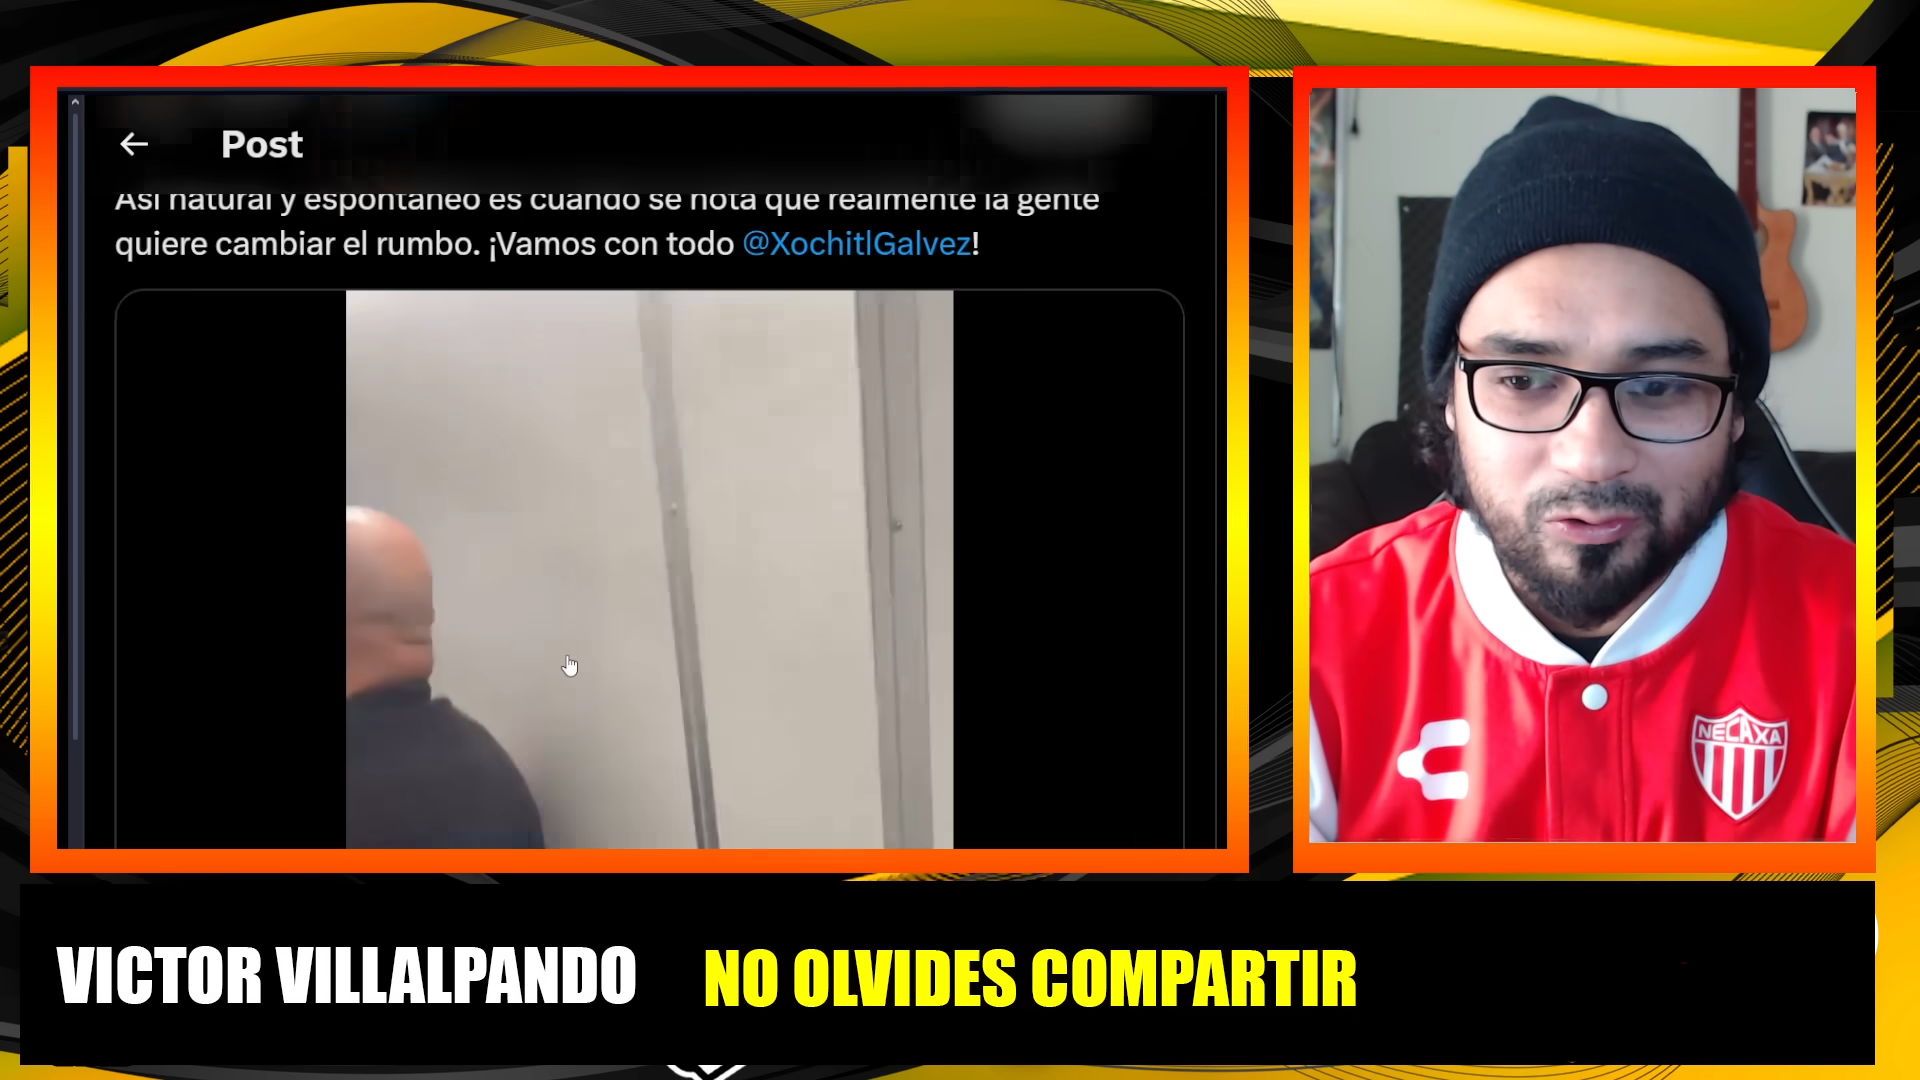 Post
Así natural y espontáneo es cuando se nota que realmente la gente
quiere cambiar el rumbo. ¡Vamos con todo @XochitlGalvez!
NECAXA
VICTOR VILLALPANDO
NO OLVIDES COMPARTIR